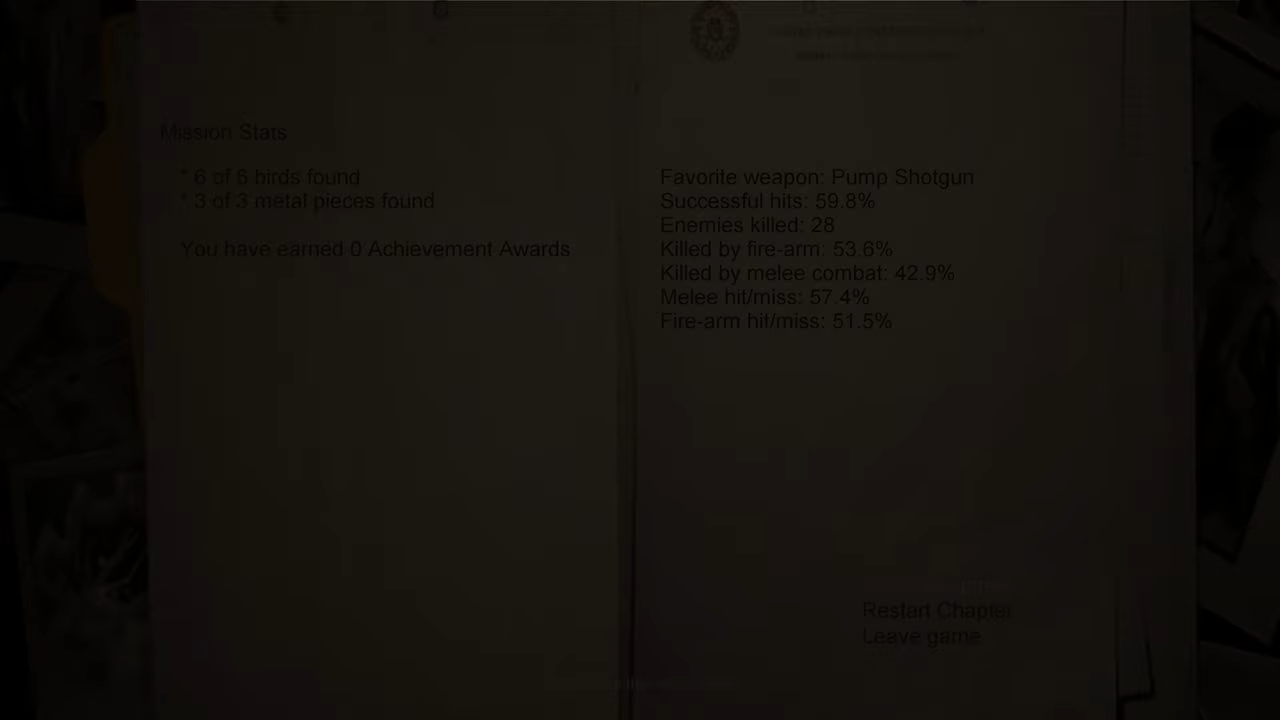 Mission Stats
* 6 of 6 birds found
* 3 of 3 metal pieces found
You have earned 0 Achievement Awards
Favorite weapon: Pump Shotgun
Successful hits: 59.8%
Enemies killed: 28
Killed by fire-arm: 53.6%
Killed by melee combat: 42.9%
Melee hit/miss: 57.4%
Fire-arm hit/miss: 51.5%
Restart Chapter
Leave game